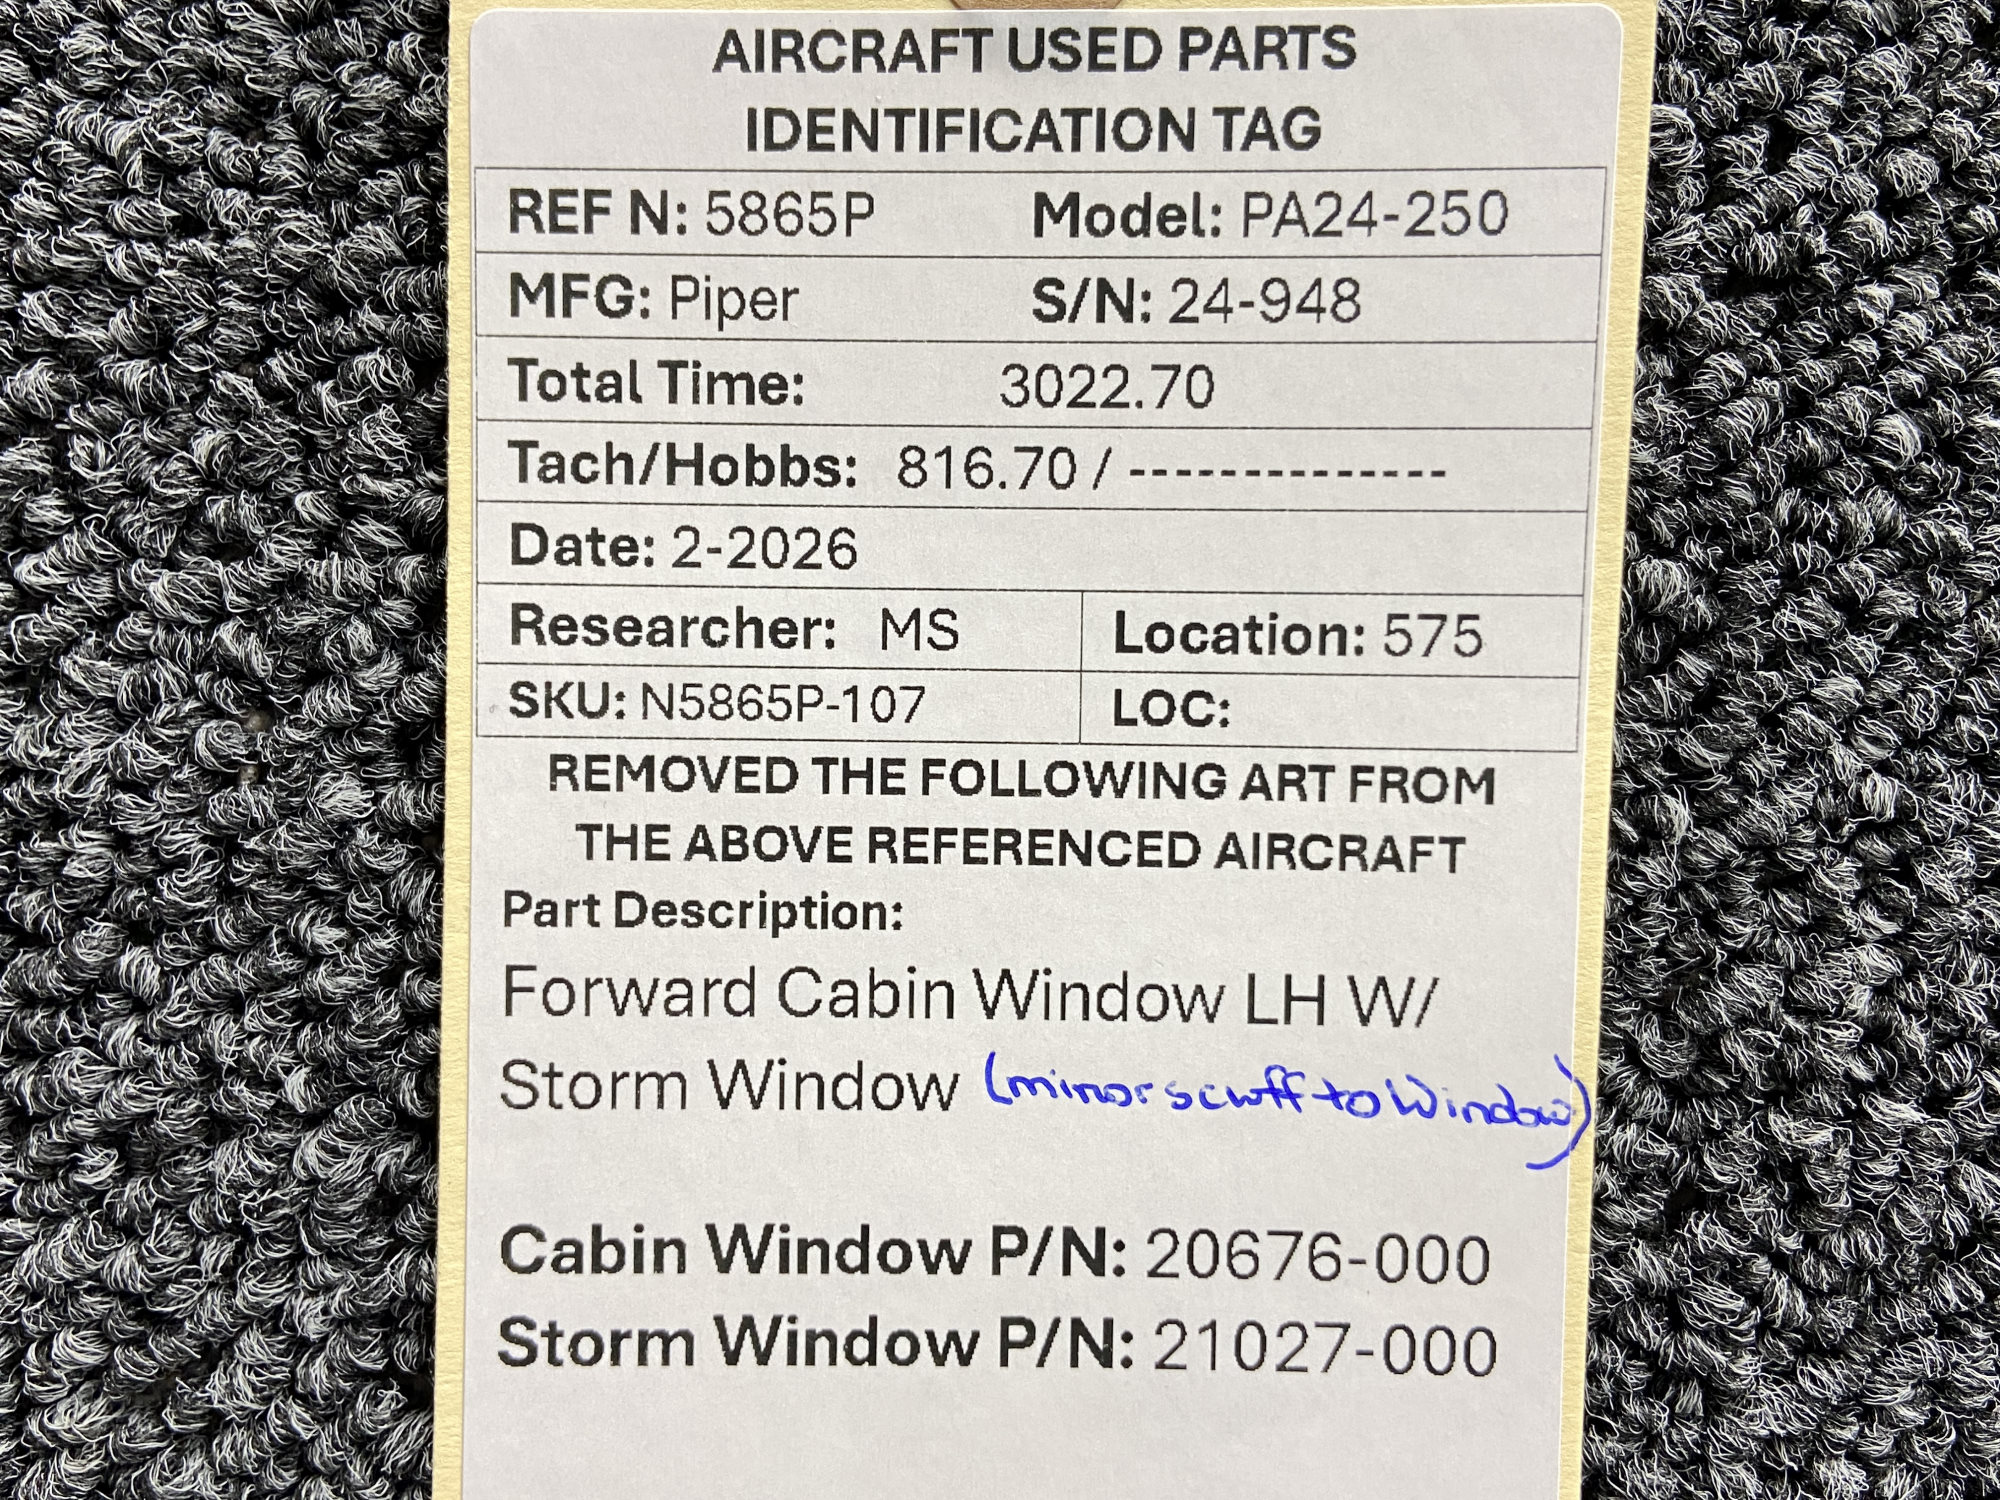 AIRCRAFT USED PARTS
IDENTIFICATION TAG
REF N: 5865P Model: PA24-250
MFG: Piper S/N: 24-948
Total Time: 3022.70
Tach/Hobbs: 816.70 / --------------
Date: 2-2026
Researcher: MS Location: 575
SKU: N5865P-107 LOC:
REMOVED THE FOLLOWING ART FROM
THE ABOVE REFERENCED AIRCRAFT
Part Description:
Forward Cabin Window LH W/
Storm Window (minor scuff to Window)
Cabin Window P/N: 20676-000
Storm Window P/N: 21027-000